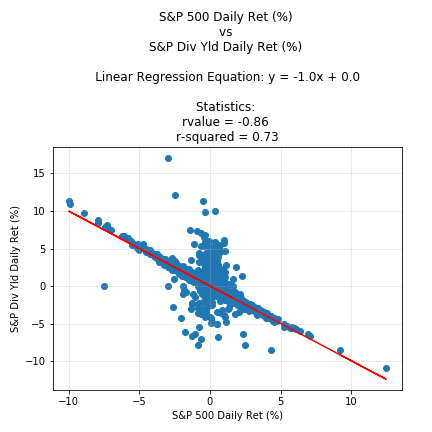 S&P 500 Daily Ret (%)
vs
S&P Div Yld Daily Ret (%)
Linear Regression Equation: y = -1.0x + 0.0
Statistics:
rvalue = -0.86
r-squared = 0.73
15
10
5
0
−5
−10
S&P Div Yld Daily Ret (%)
−10
−5
0
5
10
S&P 500 Daily Ret (%)